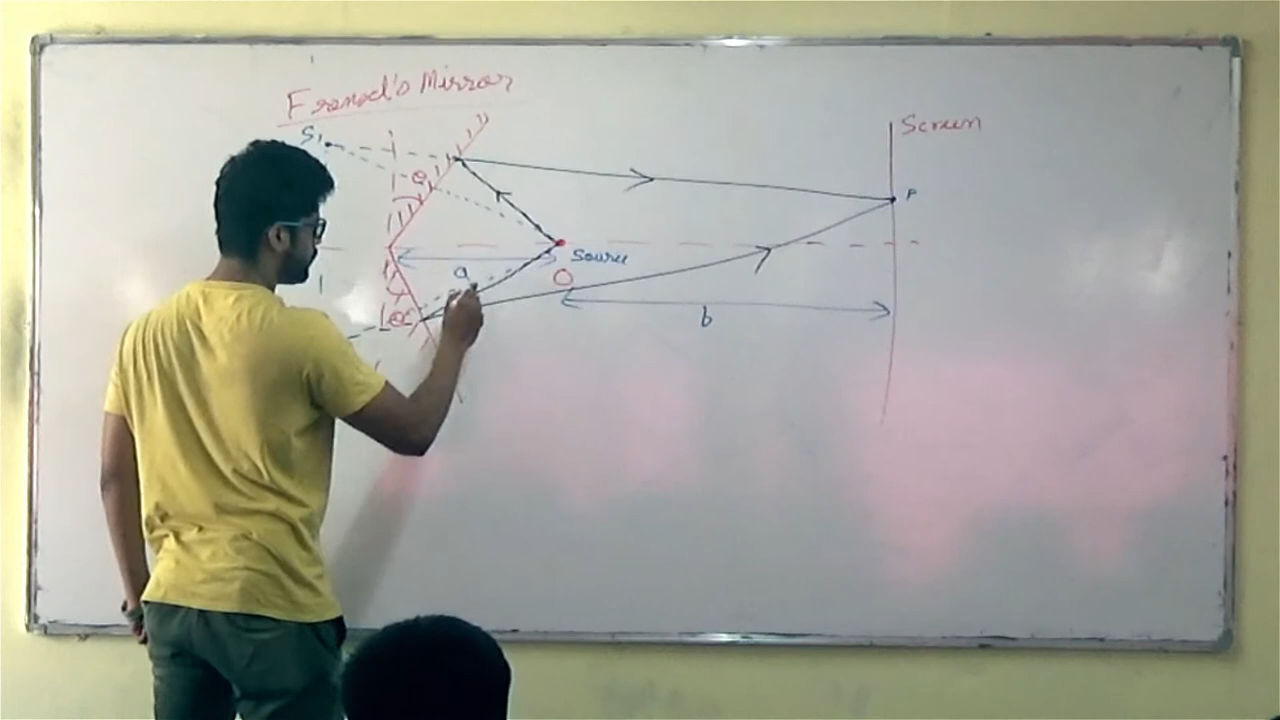 Fresnel's Mirror
Screen
S1
θ
P
Source
a
O
θ
b